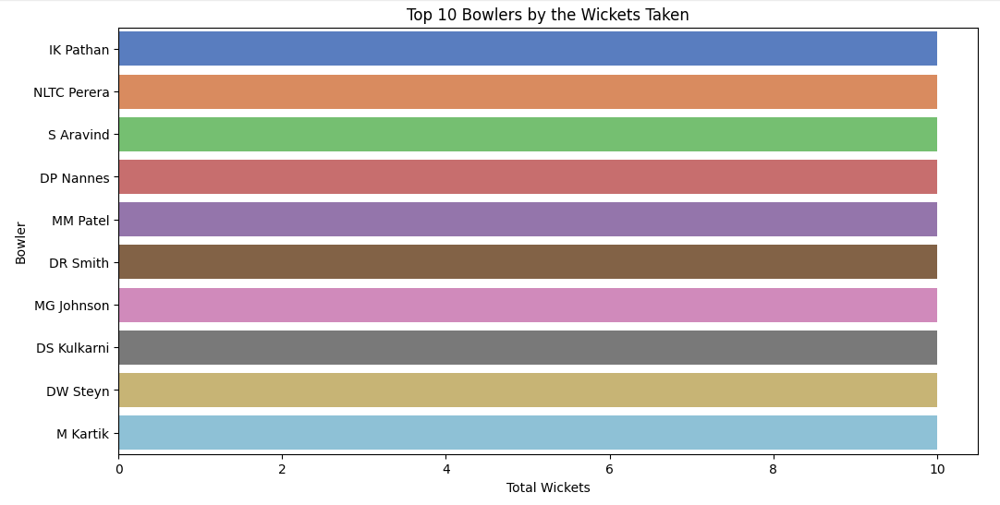 Top 10 Bowlers by the Wickets Taken
IK Pathan
NLTC Perera
S Aravind
DP Nannes
MM Patel
DR Smith
MG Johnson
DS Kulkarni
DW Steyn
M Kartik
Bowler
0 2 4 6 8 10
Total Wickets